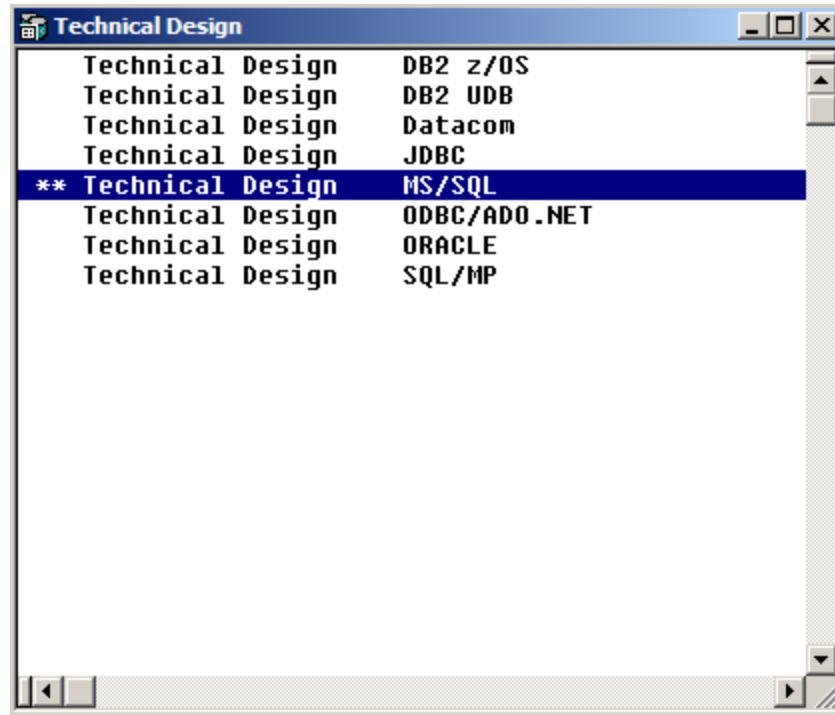 Technical Design
Technical Design DB2 z/OS
Technical Design DB2 UDB
Technical Design Datacom
Technical Design JDBC
** Technical Design MS/SQL
Technical Design ODBC/ADO.NET
Technical Design ORACLE
Technical Design SQL/MP